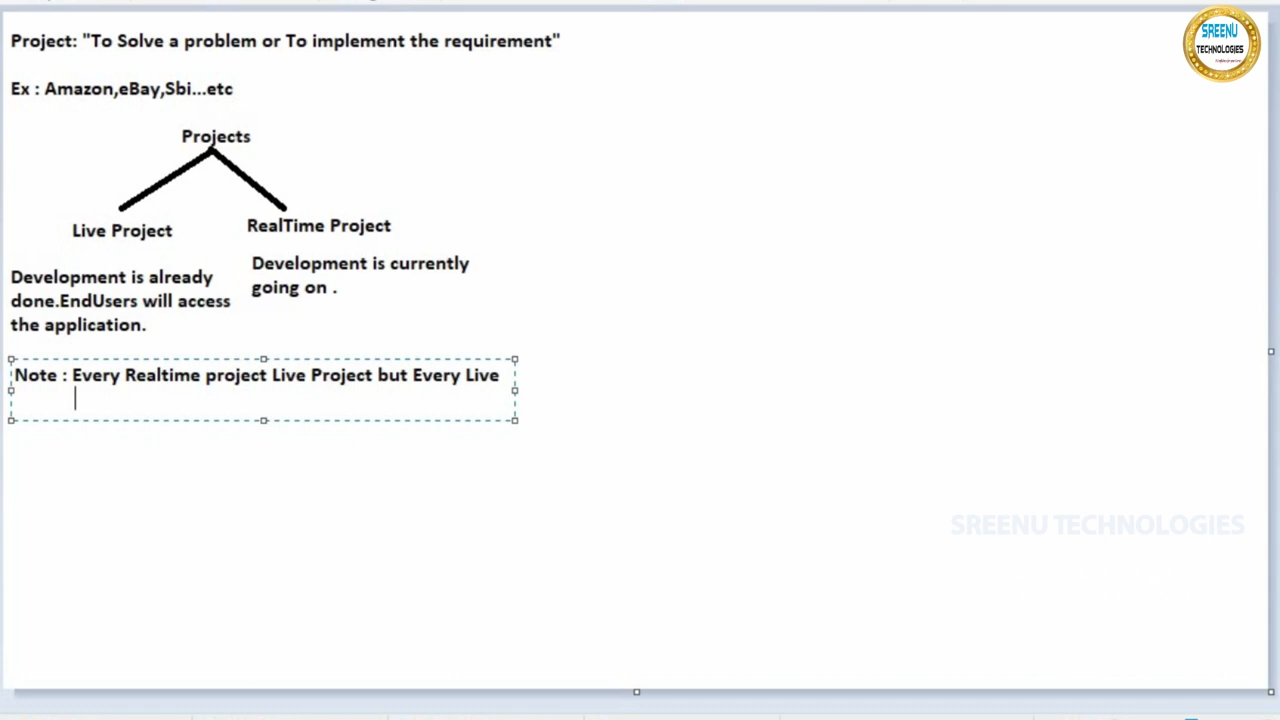 Project: "To Solve a problem or To implement the requirement"
SREENU
TECHNOLOGIES
Ex : Amazon,eBay,Sbi...etc
Projects
Live Project
RealTime Project
Development is already
done.EndUsers will access
the application.
Development is currently
going on .
Note : Every Realtime project Live Project but Every Live
SREENU TECHNOLOGIES